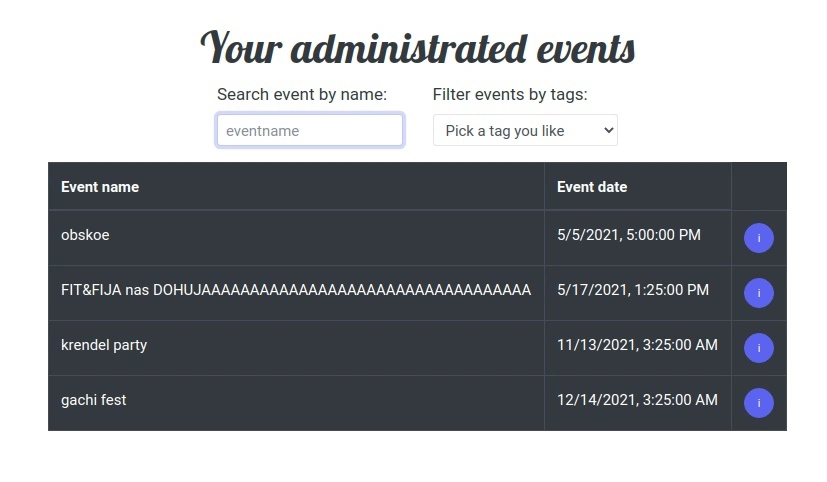 Your administrated events
Search event by name: Filter events by tags:
eventname Pick a tag you like
Event name Event date
obskoe 5/5/2021, 5:00:00 PM i
FIT&FIJA nas DOHUJAAAAAAAAAAAAAAAAAAAAAAAAAAAAAAAAAA 5/17/2021, 1:25:00 PM i
krendel party 11/13/2021, 3:25:00 AM i
gachi fest 12/14/2021, 3:25:00 AM i